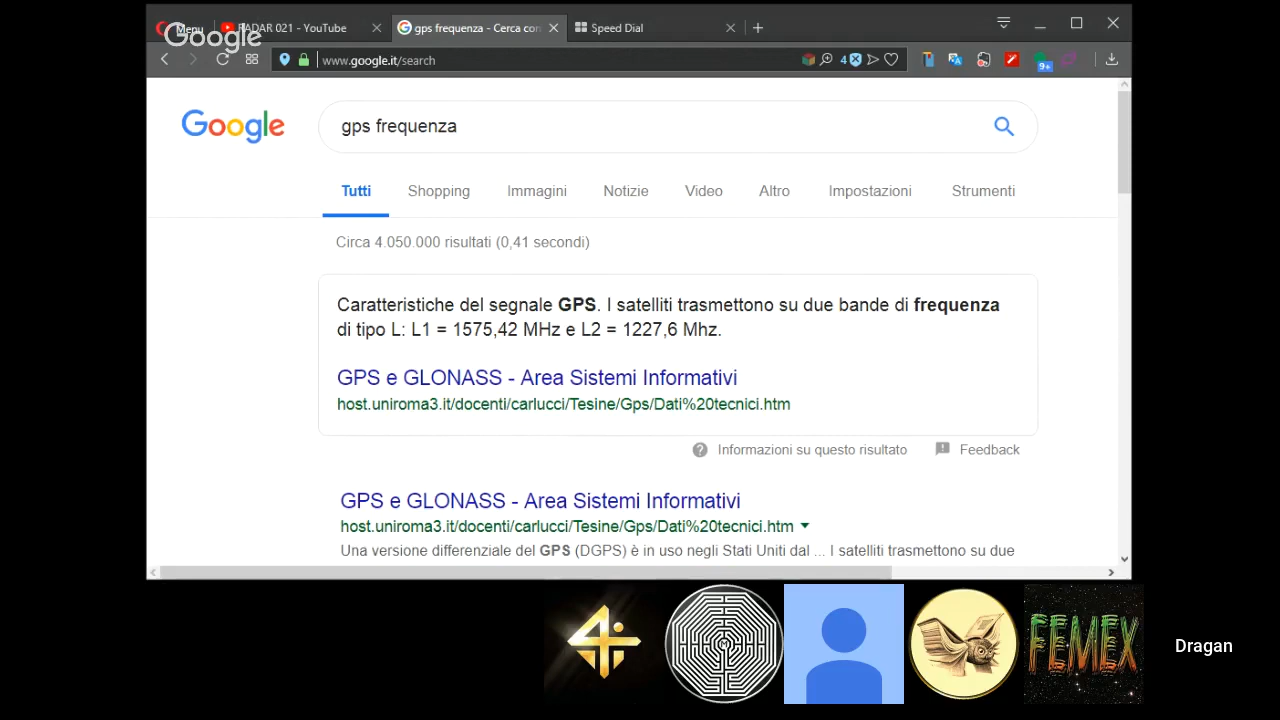 Menu
RADAR 021 - YouTube
gps frequenza - Cerca con
Speed Dial
Google
www.google.it/search
4
9+
Google
gps frequenza
Tutti
Shopping
Immagini
Notizie
Video
Altro
Impostazioni
Strumenti
Circa 4.050.000 risultati (0,41 secondi)
Caratteristiche del segnale GPS. I satelliti trasmettono su due bande di frequenza
di tipo L: L1 = 1575,42 MHz e L2 = 1227,6 Mhz.
GPS e GLONASS - Area Sistemi Informativi
host.uniroma3.it/docenti/carlucci/Tesine/Gps/Dati%20tecnici.htm
Informazioni su questo risultato
Feedback
GPS e GLONASS - Area Sistemi Informativi
host.uniroma3.it/docenti/carlucci/Tesine/Gps/Dati%20tecnici.htm
Una versione differenziale del GPS (DGPS) è in uso negli Stati Uniti dal ... I satelliti trasmettono su due
FEMEX
Dragan